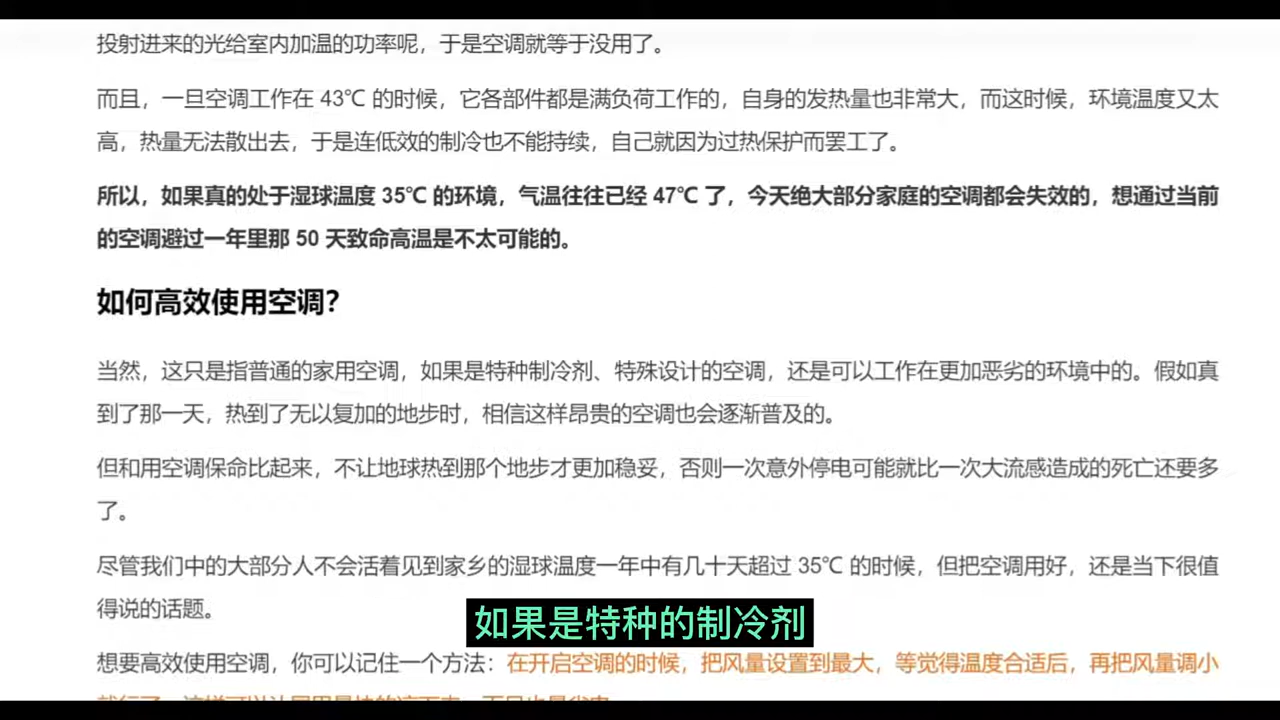 投射进来的光给室内加温的功率呢，于是空调就等于没用了。
而且，一旦空调工作在 43℃ 的时候，它各部件都是满负荷工作的，自身的发热量也非常大，而这时候，环境温度又太
高，热量无法散出去，于是连低效的制冷也不能持续，自己就因为过热保护而罢工了。
所以，如果真的处于湿球温度 35℃ 的环境，气温往往已经 47℃ 了，今天绝大部分家庭的空调都会失效的，想通过当前
的空调避过一年里那 50 天致命高温是不太可能的。
如何高效使用空调？
当然，这只是指普通的家用空调，如果是特种制冷剂、特殊设计的空调，还是可以工作在更加恶劣的环境中的。假如真
到了那一天，热到了无以复加的地步时，相信这样昂贵的空调也会逐渐普及的。
但和用空调保命比起来，不让地球热到那个地步才更加稳妥，否则一次意外停电可能就比一次大流感造成的死亡还要多
了。
尽管我们中的大部分人不会活着见到家乡的湿球温度一年中有几十天超过 35℃ 的时候，但把空调用好，还是当下很值
得说的话题。
如果是特种的制冷剂
想要高效使用空调，你可以记住一个方法：在开启空调的时候，把风量设置到最大，等觉得温度合适后，再把风量调小